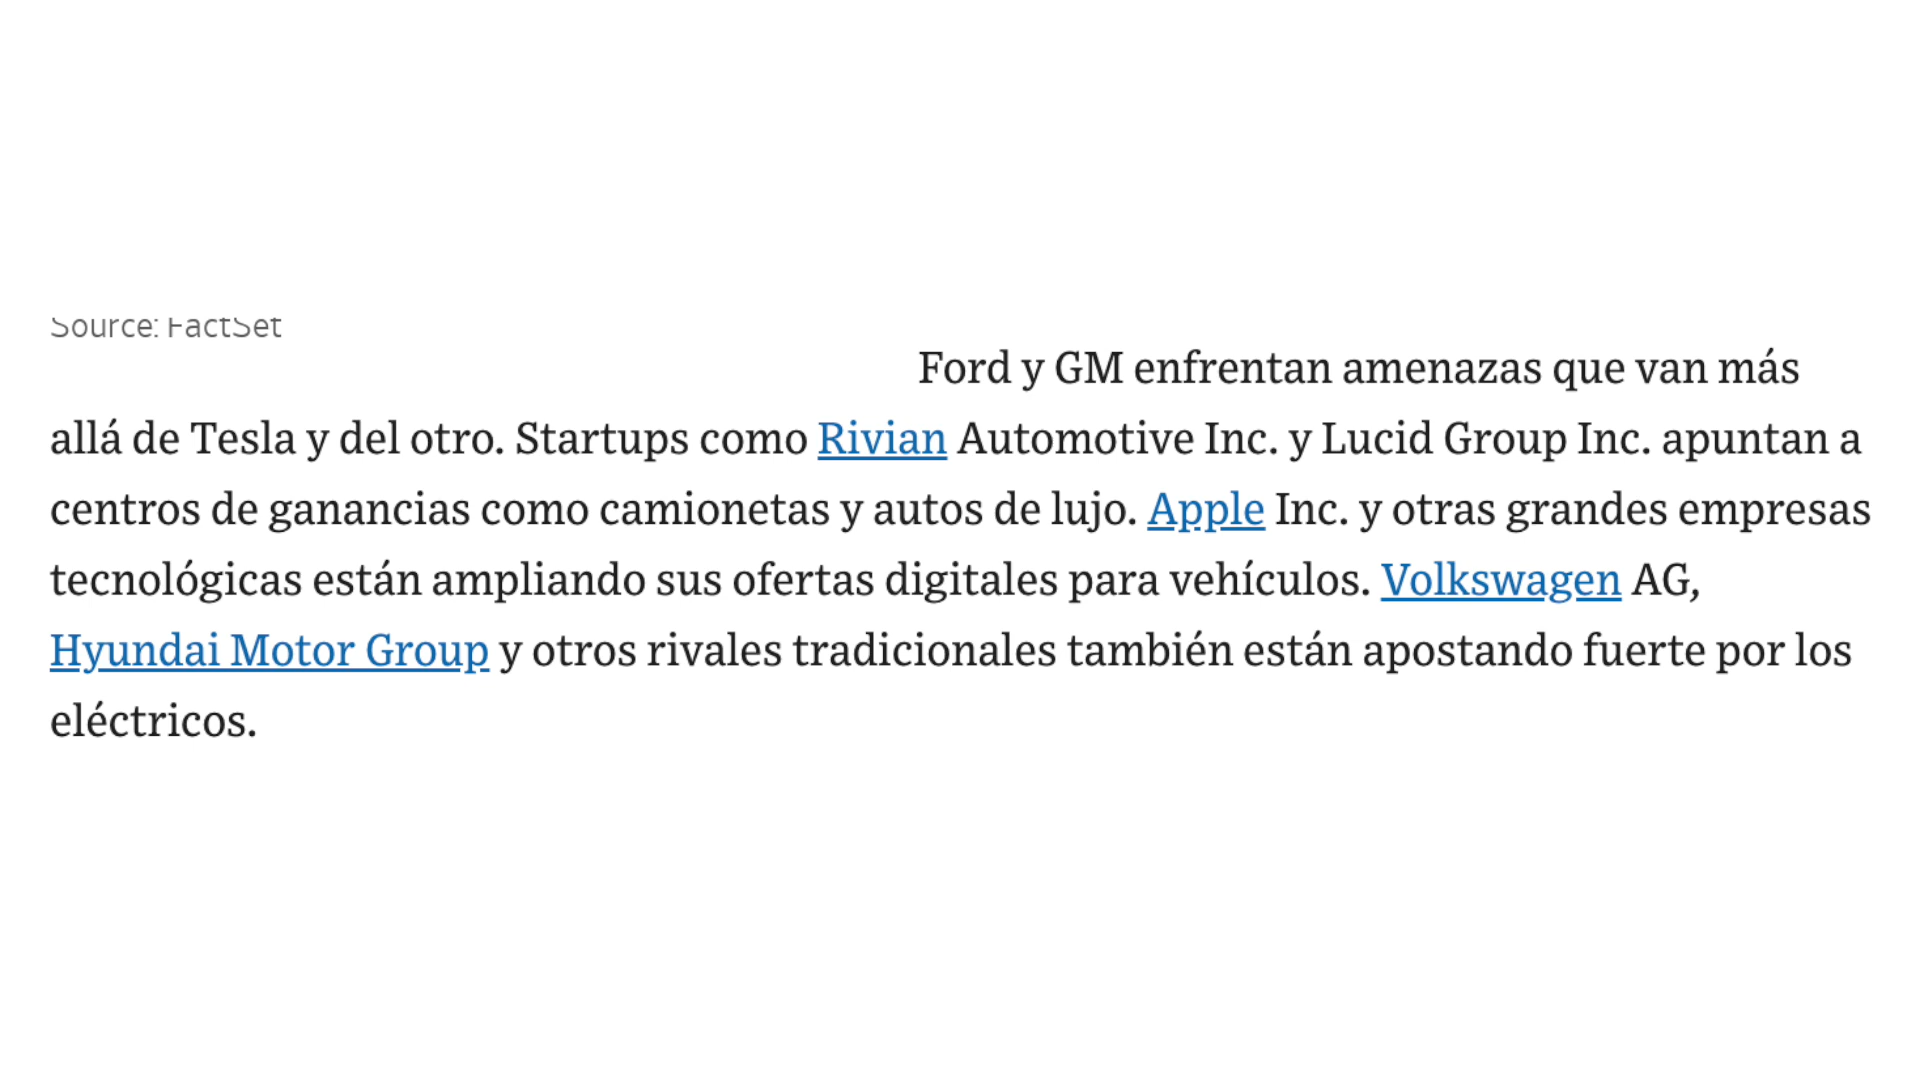 Source: FactSet
Ford y GM enfrentan amenazas que van más
allá de Tesla y del otro. Startups como Rivian Automotive Inc. y Lucid Group Inc. apuntan a
centros de ganancias como camionetas y autos de lujo. Apple Inc. y otras grandes empresas
tecnológicas están ampliando sus ofertas digitales para vehículos. Volkswagen AG,
Hyundai Motor Group y otros rivales tradicionales también están apostando fuerte por los
eléctricos.